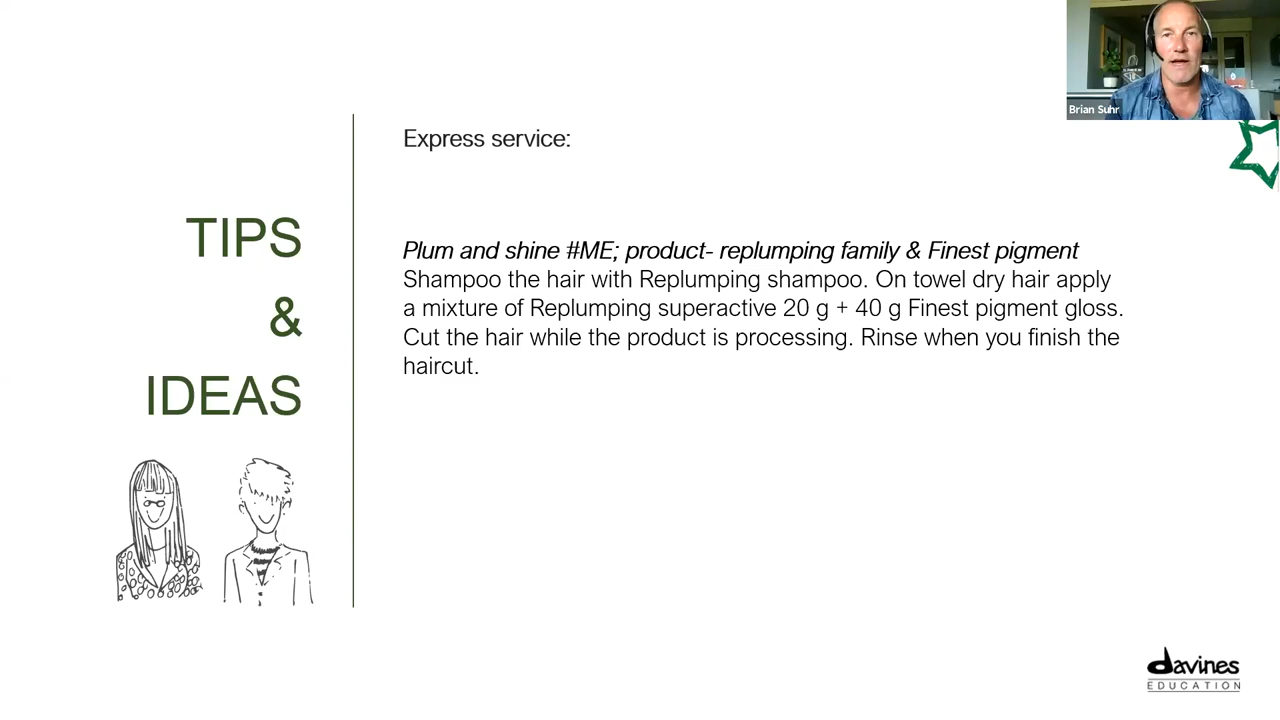 Brian Suhr
Express service:
TIPS
&
IDEAS
Plum and shine #ME; product- replumping family & Finest pigment
Shampoo the hair with Replumping shampoo. On towel dry hair apply
a mixture of Replumping superactive 20 g + 40 g Finest pigment gloss.
Cut the hair while the product is processing. Rinse when you finish the
haircut.
davines
EDUCATION